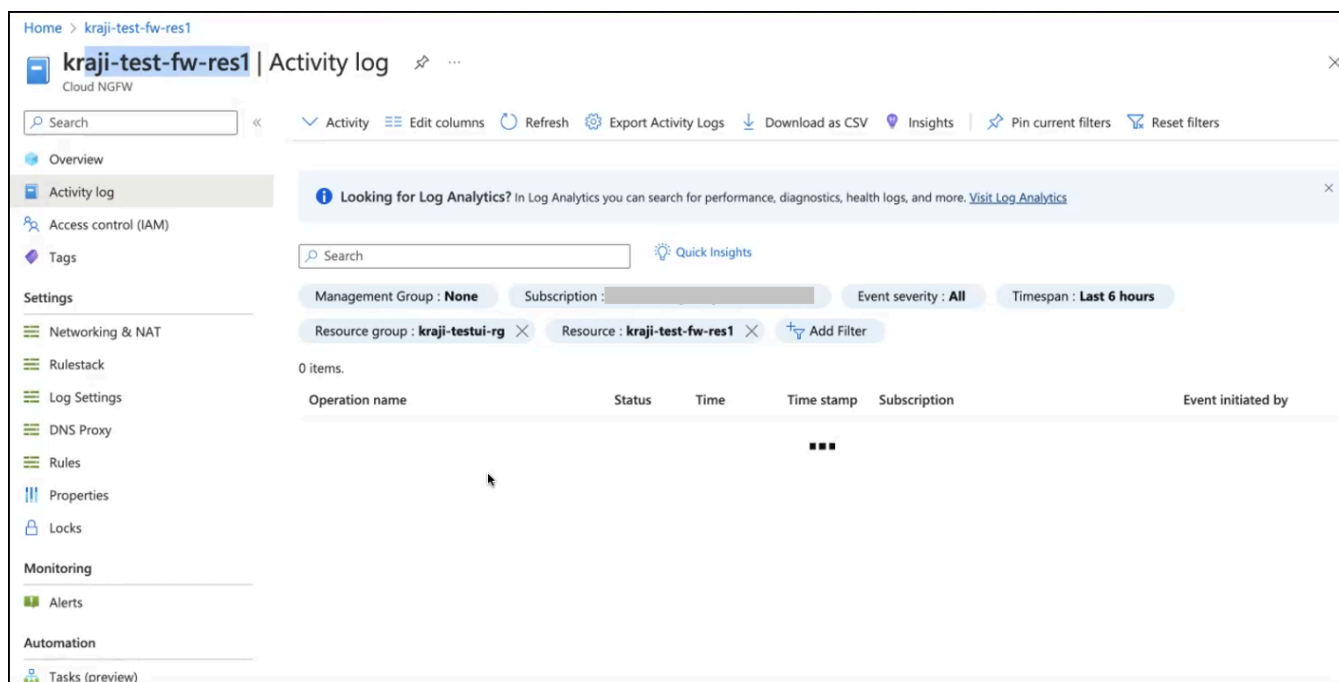 Home > kraji-test-fw-res1
kraji-test-fw-res1 | Activity log
Cloud NGFW
Search
Overview
Activity log
Access control (IAM)
Tags
Settings
Networking & NAT
Rulestack
Log Settings
DNS Proxy
Rules
Properties
Locks
Monitoring
Alerts
Automation
Tasks (preview)
Activity Edit columns Refresh Export Activity Logs Download as CSV Insights Pin current filters Reset filters
Looking for Log Analytics? In Log Analytics you can search for performance, diagnostics, health logs, and more. Visit Log Analytics
Search Quick Insights
Management Group : None Subscription : Event severity : All Timespan : Last 6 hours
Resource group : kraji-testui-rg Resource : kraji-test-fw-res1 Add Filter
0 items.
Operation name Status Time Time stamp Subscription Event initiated by